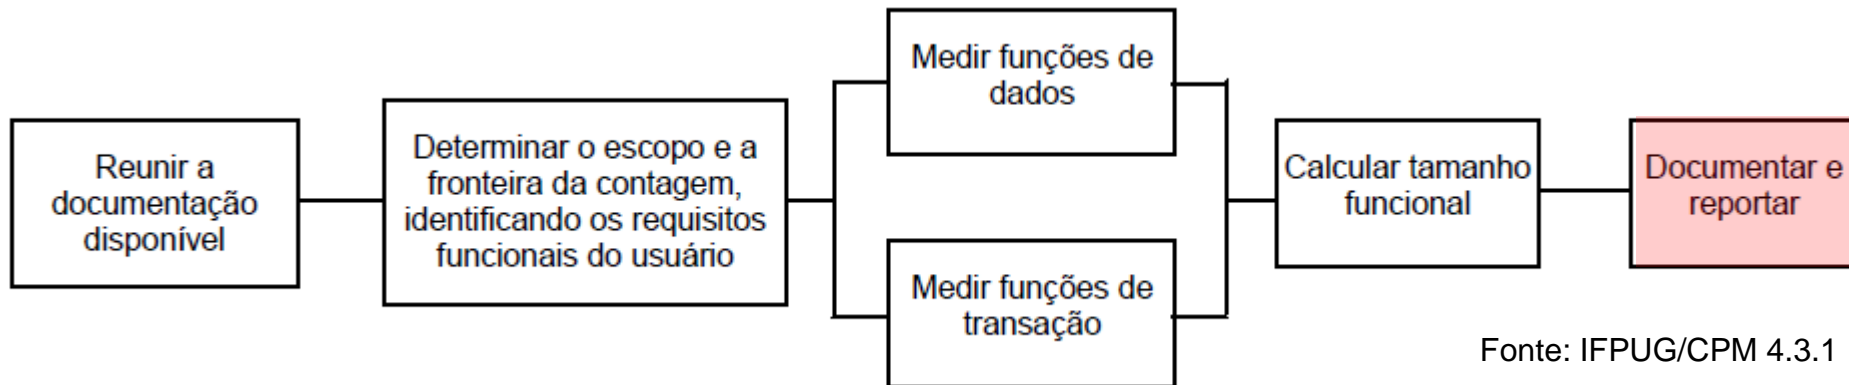 Reunir a
documentação
disponível
Determinar o escopo e a
fronteira da contagem,
identificando os requisitos
funcionais do usuário
Medir funções de
dados
Medir funções de
transação
Calcular tamanho
funcional
Documentar e
reportar
Fonte: IFPUG/CPM 4.3.1